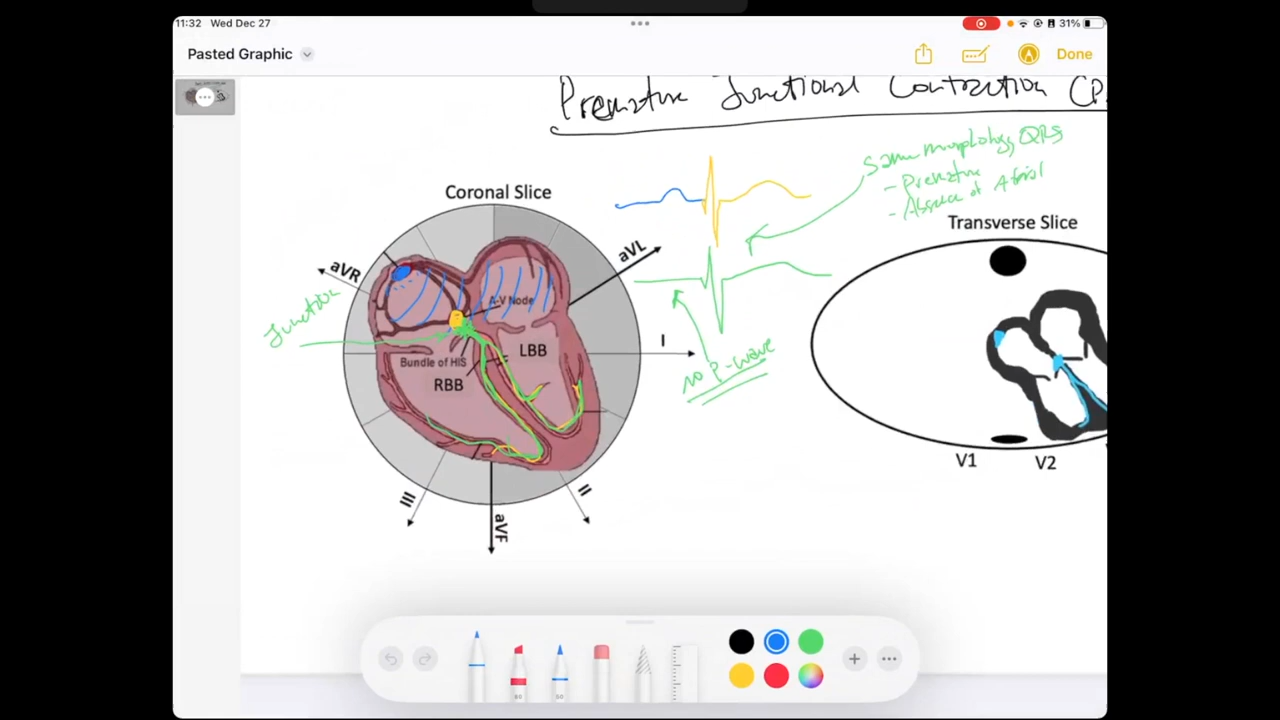 11:32 Wed Dec 27
31%
Pasted Graphic
Done
Premature Junctional Contraction (P
Same morphology QRS
- Premature
- Absence of Atrial
Coronal Slice
Transverse Slice
aVR
aVL
A-V Node
Junction
I
LBB
Bundle of HIS
RBB
no P-wave
V1
V2
III
II
aVF